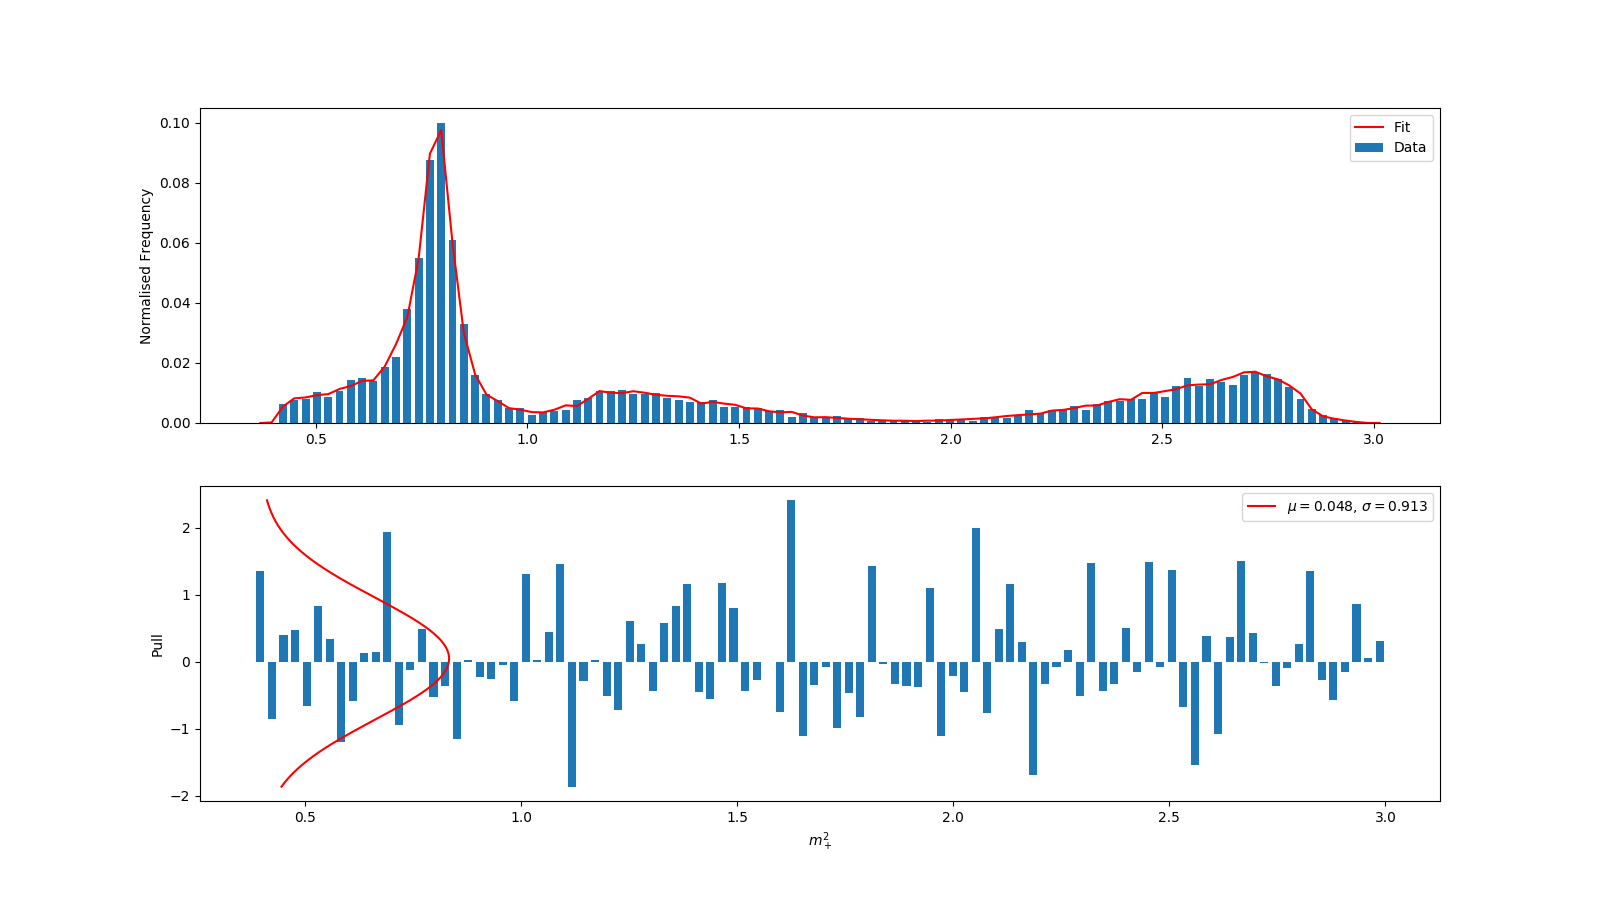 Normalised Frequency
0.10
0.08
0.06
0.04
0.02
0.00
0.5 1.0 1.5 2.0 2.5 3.0
Fit
Data
Pull
2
1
0
−1
−2
0.5 1.0 1.5 2.0 2.5 3.0
μ = 0.048, σ = 0.913
m²₊